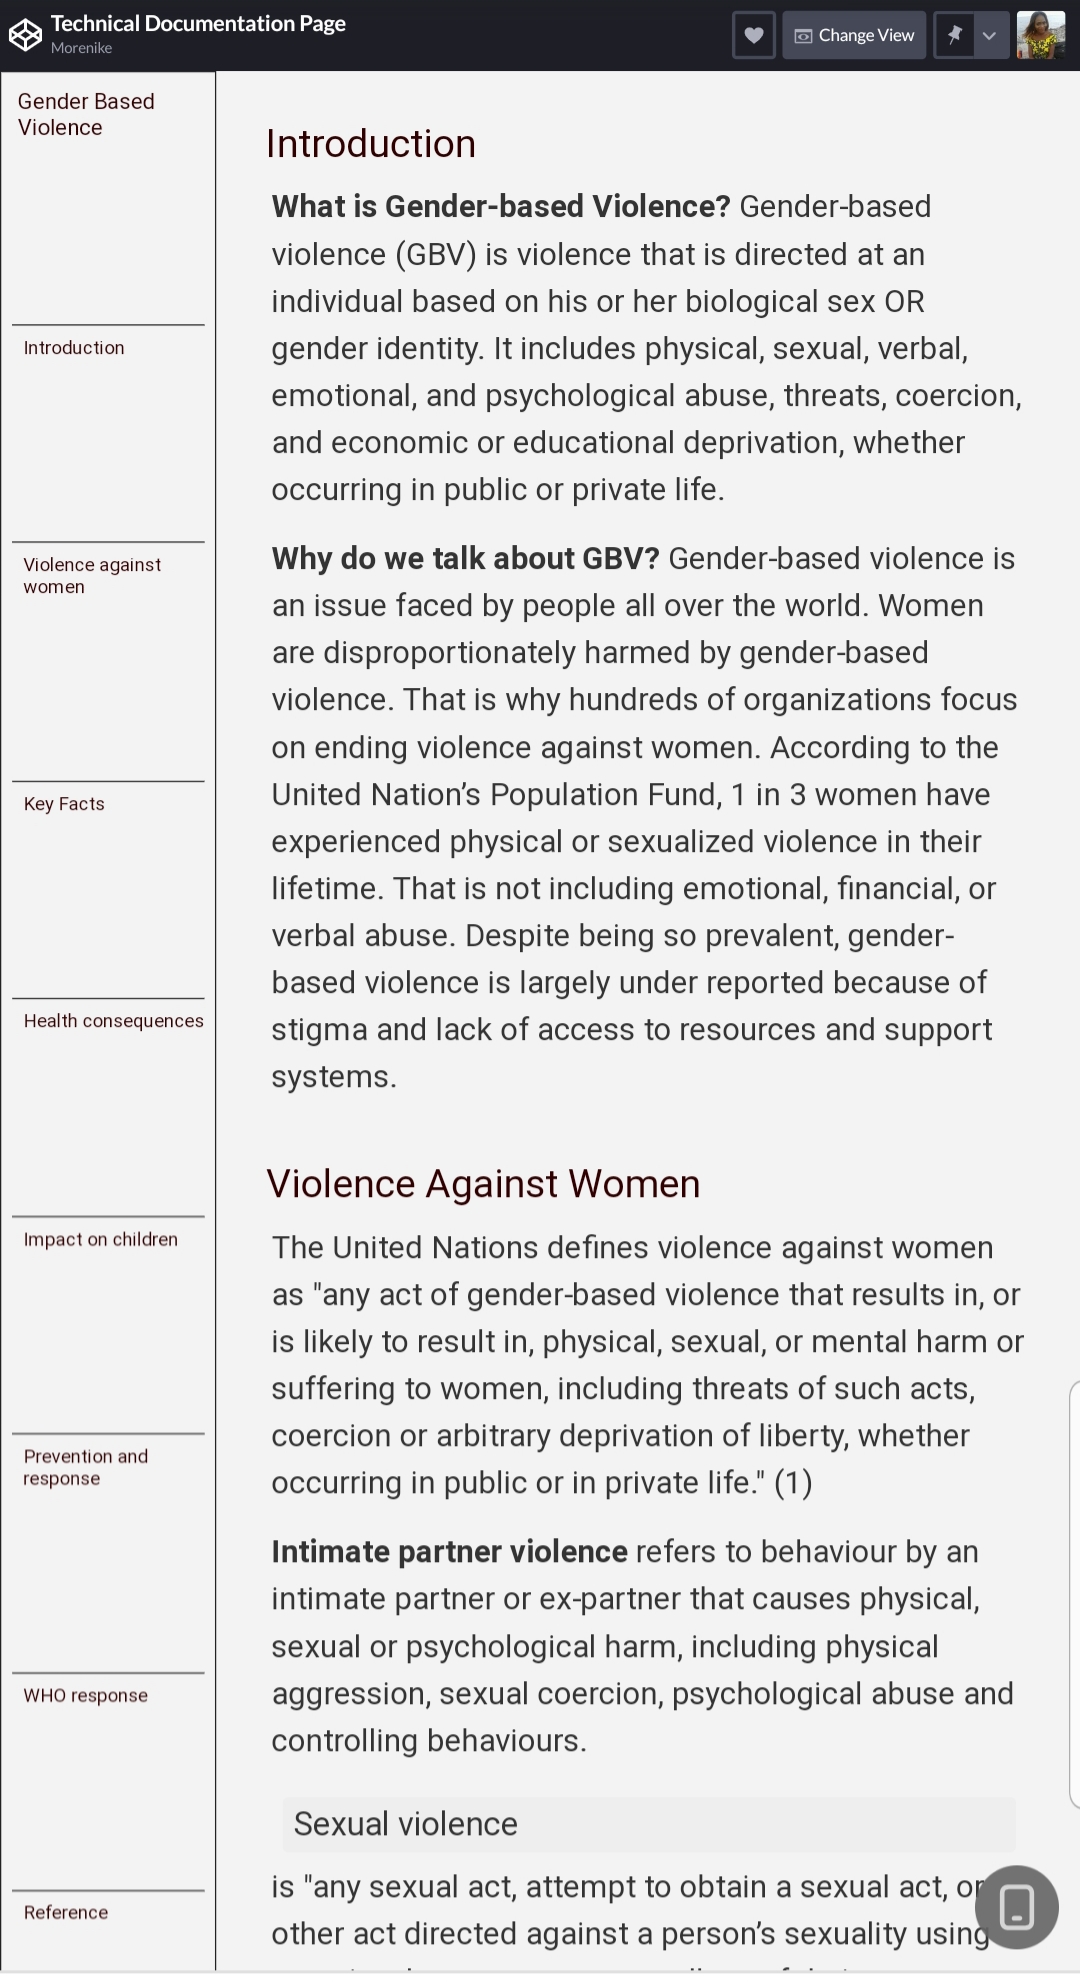 Technical Documentation Page
Morenike
Change View
Gender Based
Violence
Introduction
Violence against
women
Key Facts
Health consequences
Impact on children
Prevention and
response
WHO response
Reference
Introduction
What is Gender-based Violence? Gender-based
violence (GBV) is violence that is directed at an
individual based on his or her biological sex OR
gender identity. It includes physical, sexual, verbal,
emotional, and psychological abuse, threats, coercion,
and economic or educational deprivation, whether
occurring in public or private life.
Why do we talk about GBV? Gender-based violence is
an issue faced by people all over the world. Women
are disproportionately harmed by gender-based
violence. That is why hundreds of organizations focus
on ending violence against women. According to the
United Nation’s Population Fund, 1 in 3 women have
experienced physical or sexualized violence in their
lifetime. That is not including emotional, financial, or
verbal abuse. Despite being so prevalent, gender-
based violence is largely under reported because of
stigma and lack of access to resources and support
systems.
Violence Against Women
The United Nations defines violence against women
as "any act of gender-based violence that results in, or
is likely to result in, physical, sexual, or mental harm or
suffering to women, including threats of such acts,
coercion or arbitrary deprivation of liberty, whether
occurring in public or in private life." (1)
Intimate partner violence refers to behaviour by an
intimate partner or ex-partner that causes physical,
sexual or psychological harm, including physical
aggression, sexual coercion, psychological abuse and
controlling behaviours.
Sexual violence
is "any sexual act, attempt to obtain a sexual act, or
other act directed against a person’s sexuality using